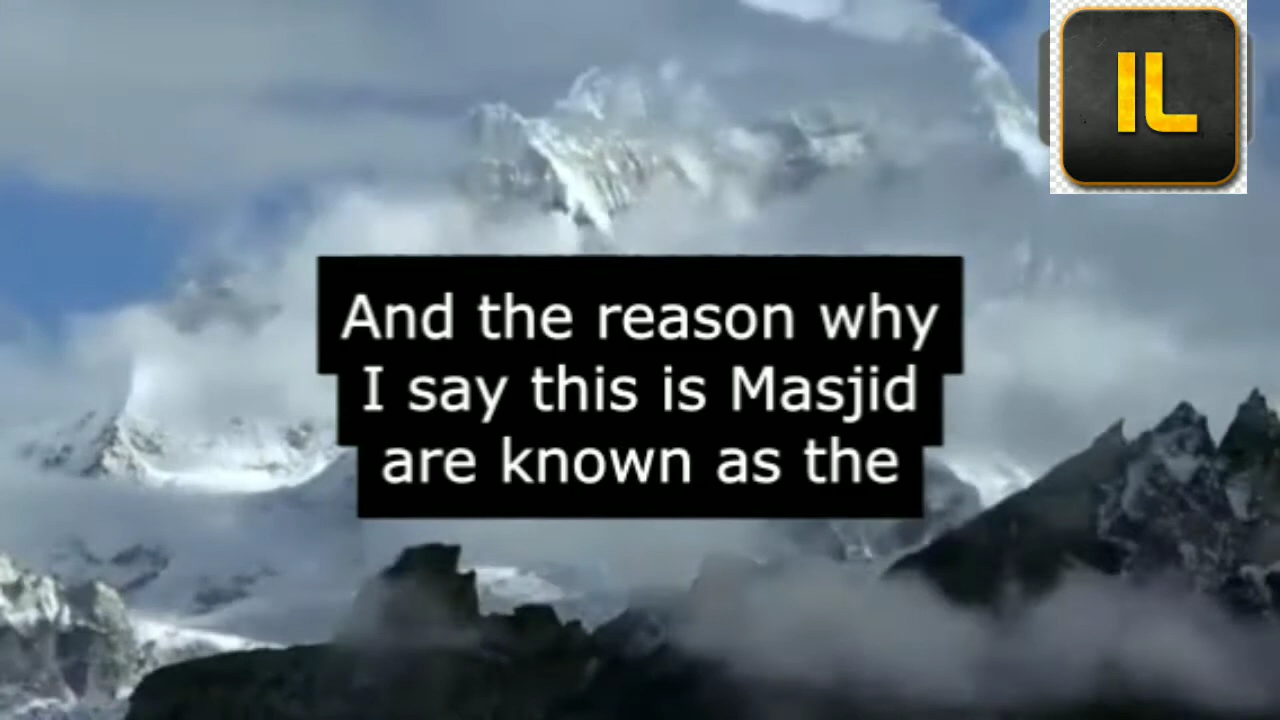 IL
And the reason why
I say this is Masjid
are known as the